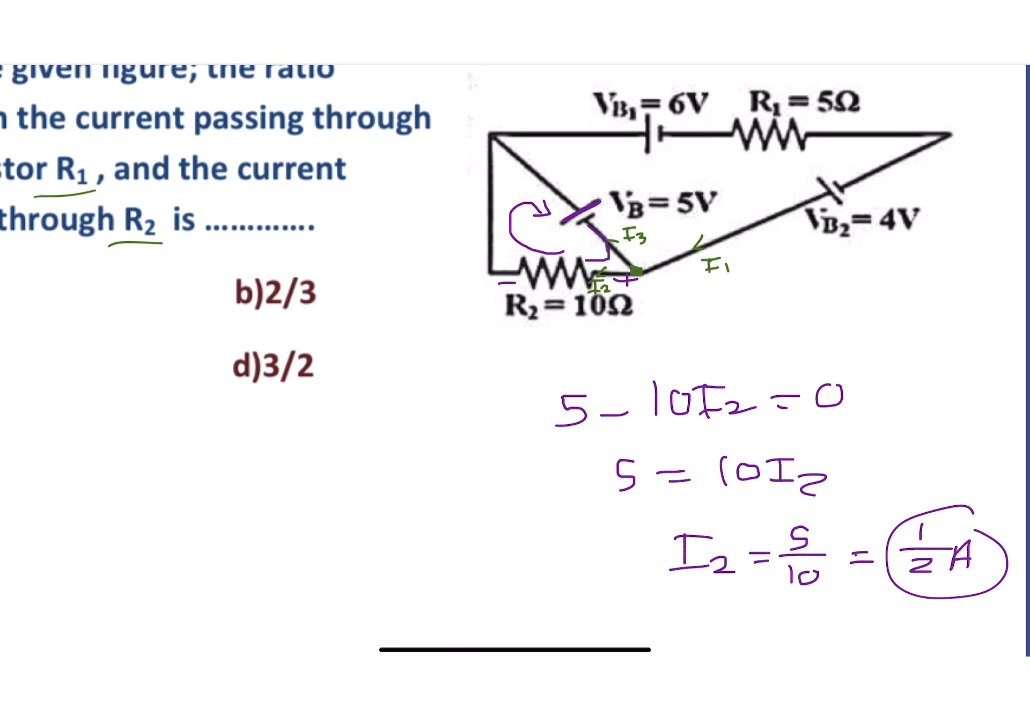 given figure; the ratio
the current passing through
tor R₁ , and the current
through R₂ is .............
b)2/3
d)3/2
V_B₁ = 6V R₁ = 5Ω
V_B = 5V
V_B₂ = 4V
I₃
I₁
I₂
− +
R₂ = 10Ω
5 − 10I₂ = 0
5 = 10I₂
I₂ = 5/10 = 1/2 A